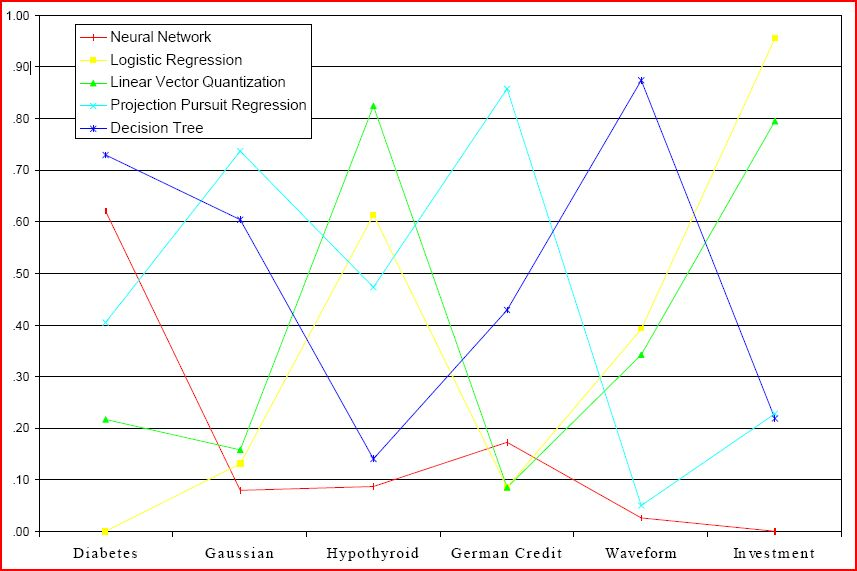 1.00
.90
.80
.70
.60
.50
.40
.30
.20
.10
.00
Neural Network
Logistic Regression
Linear Vector Quantization
Projection Pursuit Regression
Decision Tree
Diabetes Gaussian Hypothyroid German Credit Waveform Investment